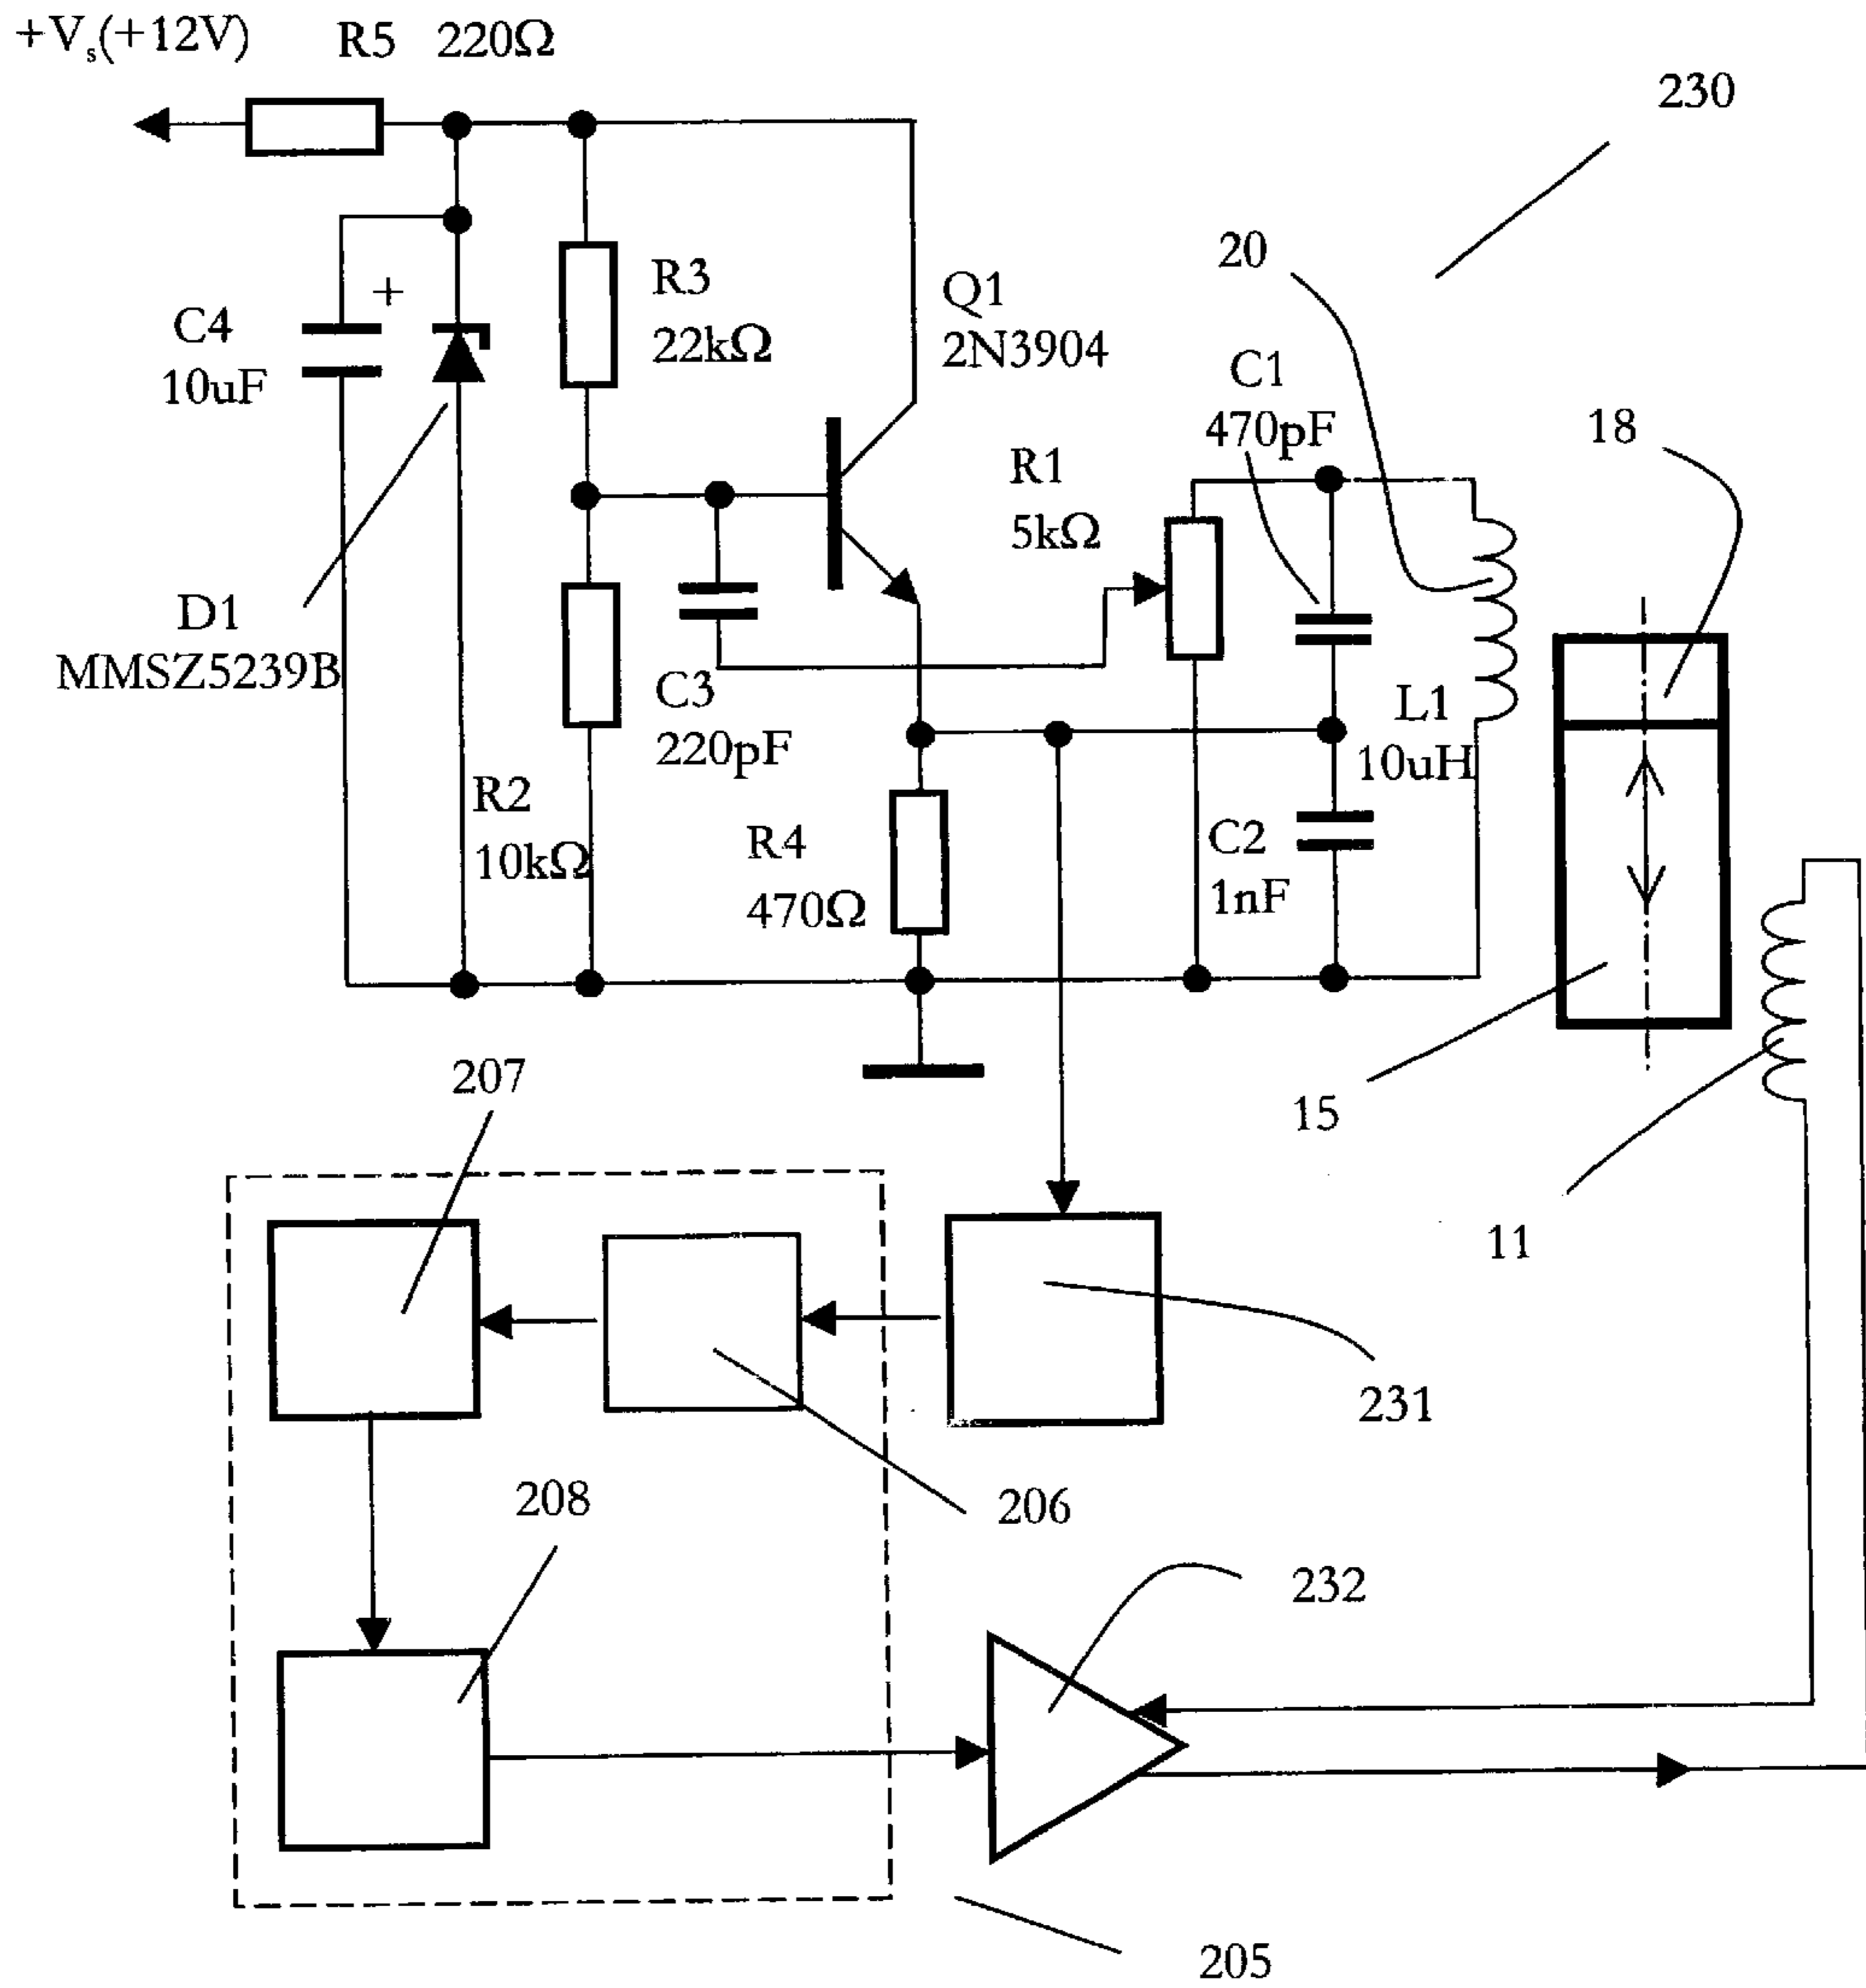 +Vs(+12V)
R5 220Ω
230
20
R3
22kΩ
Q1
2N3904
C4
+
10uF
C1
470pF
18
R1
5kΩ
D1
MMSZ5239B
C3
220pF
L1
10uH
R2
10kΩ
R4
470Ω
C2
1nF
207
15
11
231
208
206
232
205